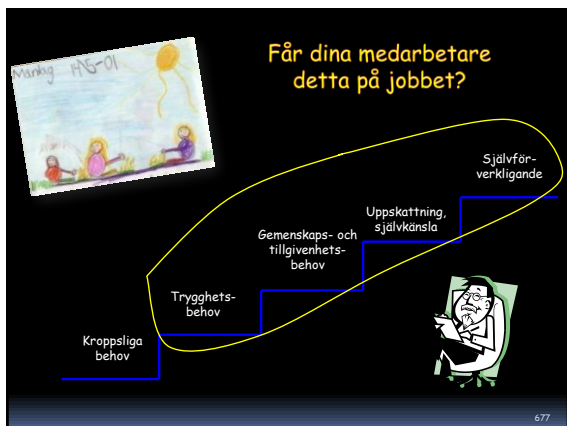 Får dina medarbetare
detta på jobbet?
Självför-
verkligande
Uppskattning,
självkänsla
Gemenskaps- och
tillgivenhets-
behov
Trygghets-
behov
Kroppsliga
behov
677